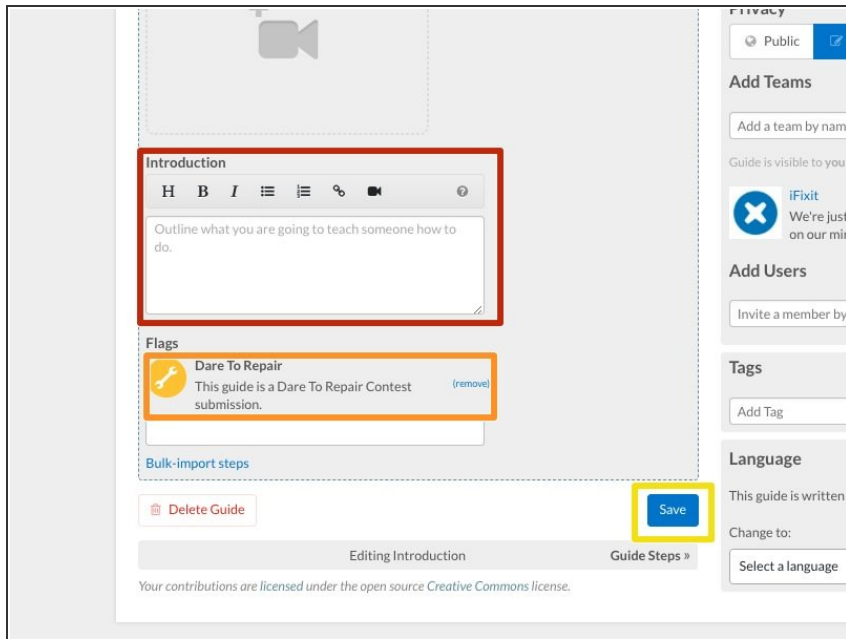 Introduction
H B I
Outline what you are going to teach someone how to
do.
Flags
Dare To Repair
This guide is a Dare To Repair Contest
submission.
(remove)
Bulk-import steps
Delete Guide
Save
Editing Introduction
Guide Steps »
Your contributions are licensed under the open source Creative Commons license.
Privacy
Public
Add Teams
Add a team by nam
Guide is visible to you
iFixit
We're just
on our mi
Add Users
Invite a member by
Tags
Add Tag
Language
This guide is written
Change to:
Select a language